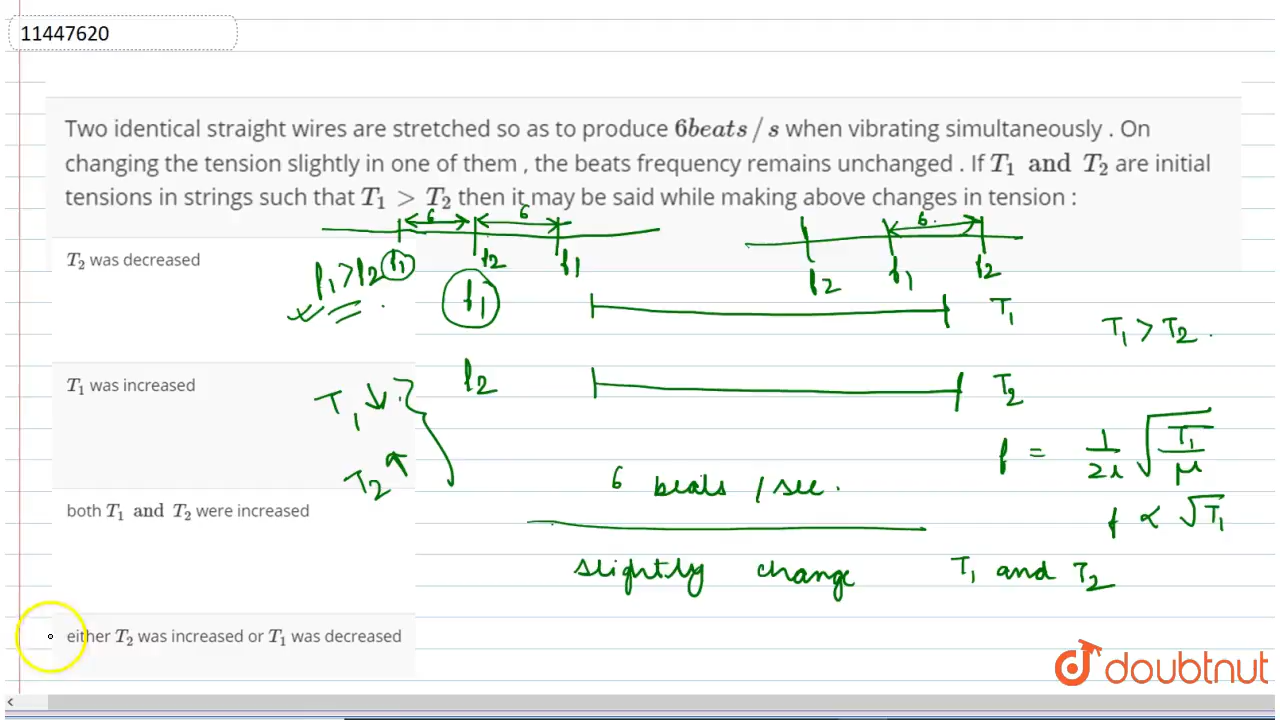 11447620
Two identical straight wires are stretched so as to produce 6beats/s when vibrating simultaneously . On
changing the tension slightly in one of them , the beats frequency remains unchanged . If T₁ and T₂ are initial
tensions in strings such that T₁ > T₂ then it may be said while making above changes in tension :
6 6 6
f₁ f₂ f₁
f₂ f₁ f₂
T₂ was decreased
f₁>f₂
f₁ T₁
T₁ > T₂
T₁ was increased
T₁ ↓
f₂ T₂
T₂ ↑
f = 1/2l √T₁/μ
6 beats / sec.
both T₁ and T₂ were increased
f ∝ √T₁
slightly change T₁ and T₂
either T₂ was increased or T₁ was decreased
doubtnut